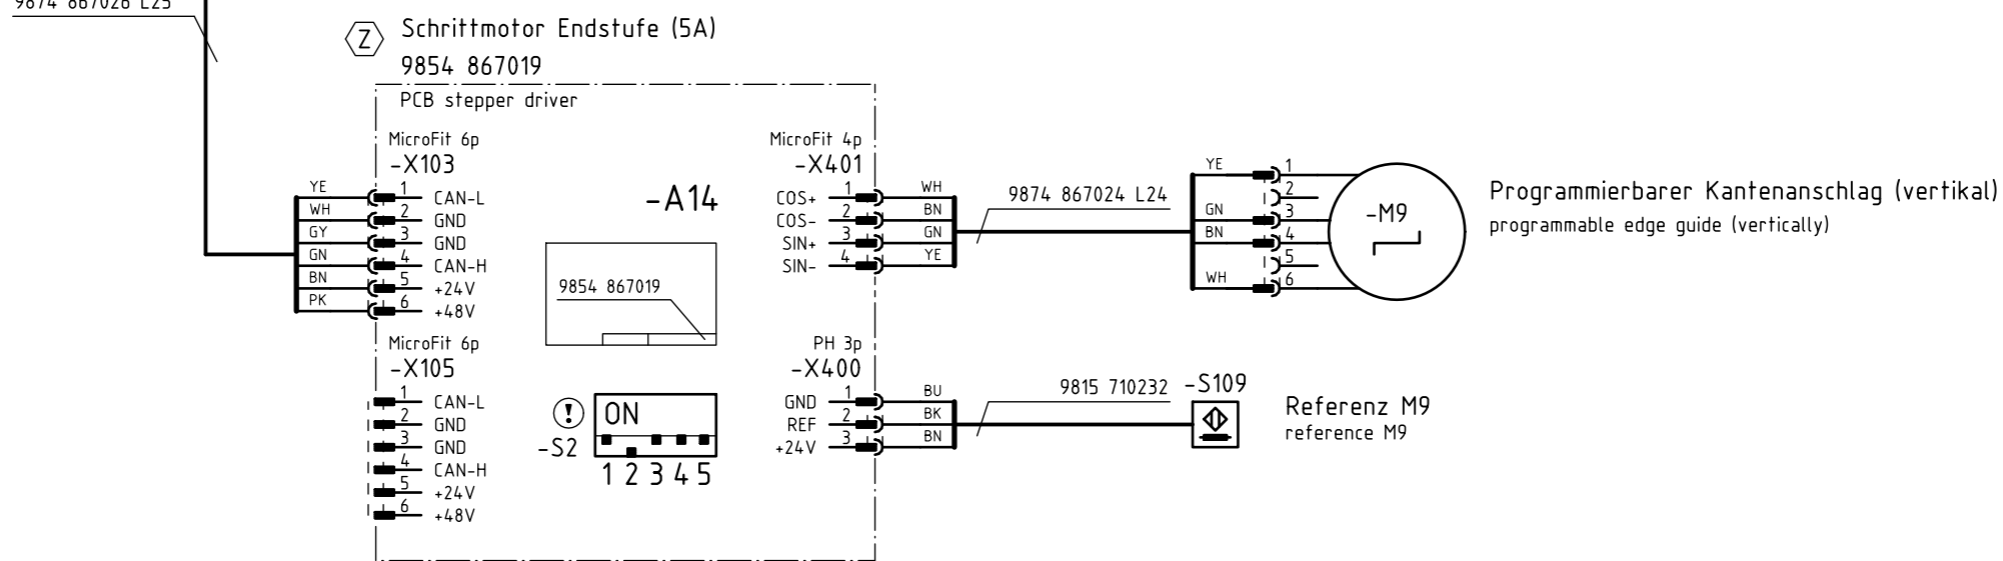 9874 867026 L25
Z
Schrittmotor Endstufe (5A)
9854 867019
PCB stepper driver
MicroFit 6p
-X103
YE 1 CAN-L
WH 2 GND
GY 3 GND
GN 4 CAN-H
BN 5 +24V
PK 6 +48V
MicroFit 6p
-X105
1 CAN-L
2 GND
3 GND
4 CAN-H
5 +24V
6 +48V
-A14
9854 867019
!
ON
-S2
1 2 3 4 5
MicroFit 4p
-X401
COS+ 1 WH
COS- 2 BN
SIN+ 3 GN
SIN- 4 YE
9874 867024 L24
YE 1
2
GN 3
BN 4
5
WH 6
-M9
Programmierbarer Kantenanschlag (vertikal)
programmable edge guide (vertically)
PH 3p
-X400
GND 1 BU
REF 2 BK
+24V 3 BN
9815 710232
-S109
Referenz M9
reference M9